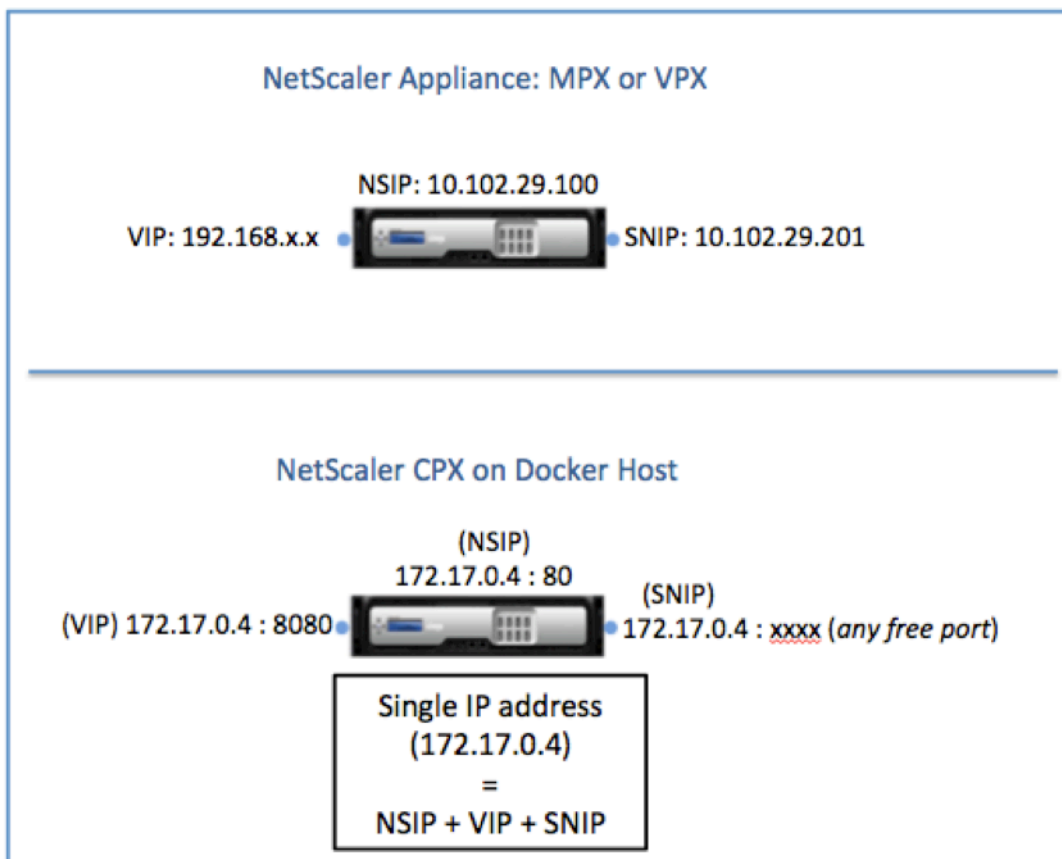 NetScaler Appliance: MPX or VPX
NSIP: 10.102.29.100
VIP: 192.168.x.x
SNIP: 10.102.29.201
NetScaler CPX on Docker Host
(NSIP)
172.17.0.4 : 80
(VIP) 172.17.0.4 : 8080
(SNIP)
172.17.0.4 : xxxx (any free port)
Single IP address
(172.17.0.4)
=
NSIP + VIP + SNIP